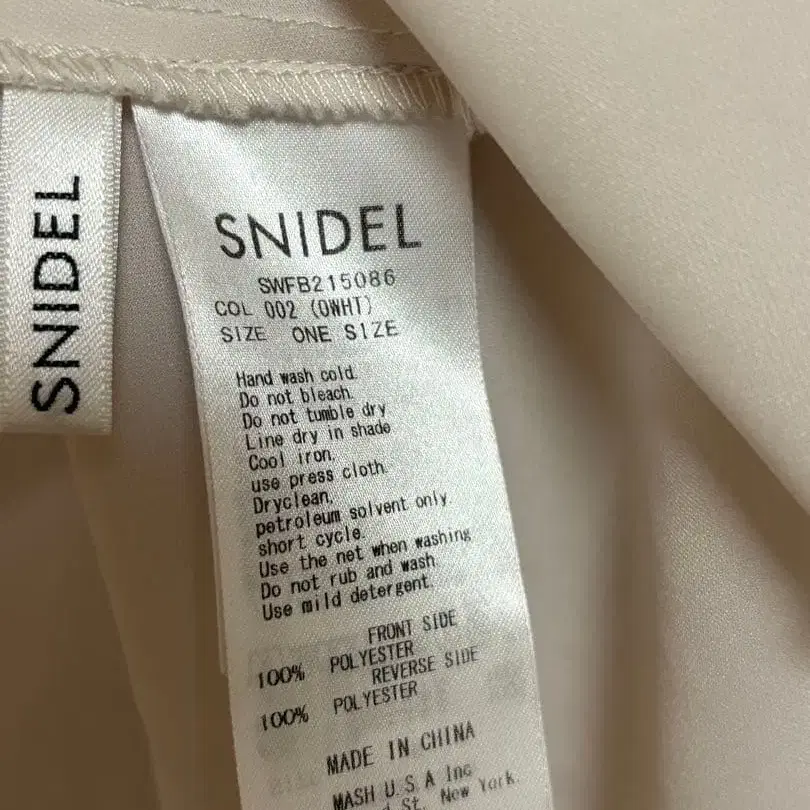 SNIDEL
SNIDEL
SWFB215086
COL 002 (OWHT)
SIZE ONE SIZE
Hand wash cold.
Do not bleach.
Do not tumble dry
Line dry in shade
Cool iron,
use press cloth
Dryclean,
petroleum solvent only
short cycle.
Use the net when washing
Do not rub and wash
Use mild detergent.
FRONT SIDE
100% POLYESTER
REVERSE SIDE
100% POLYESTER
MADE IN CHINA
MASH U.S.A Inc
St. New York.